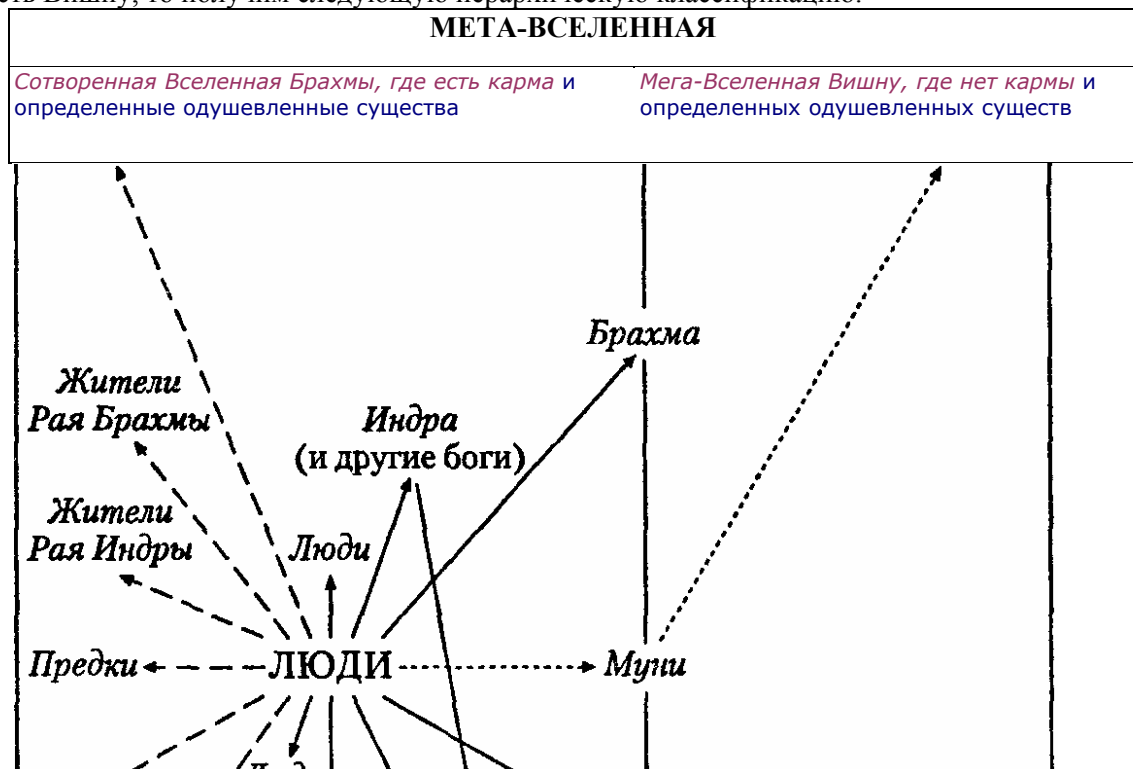 МЕТА-ВСЕЛЕННАЯ
Сотворенная Вселенная Брахмы, где есть карма и
определенные одушевленные существа
Мега-Вселенная Вишну, где нет кармы и
определенных одушевленных существ
Брахма
Жители
Рая Брахмы
Индра
(и другие боги)
Жители
Рая Индры
Люди
Предки
ЛЮДИ
Муни